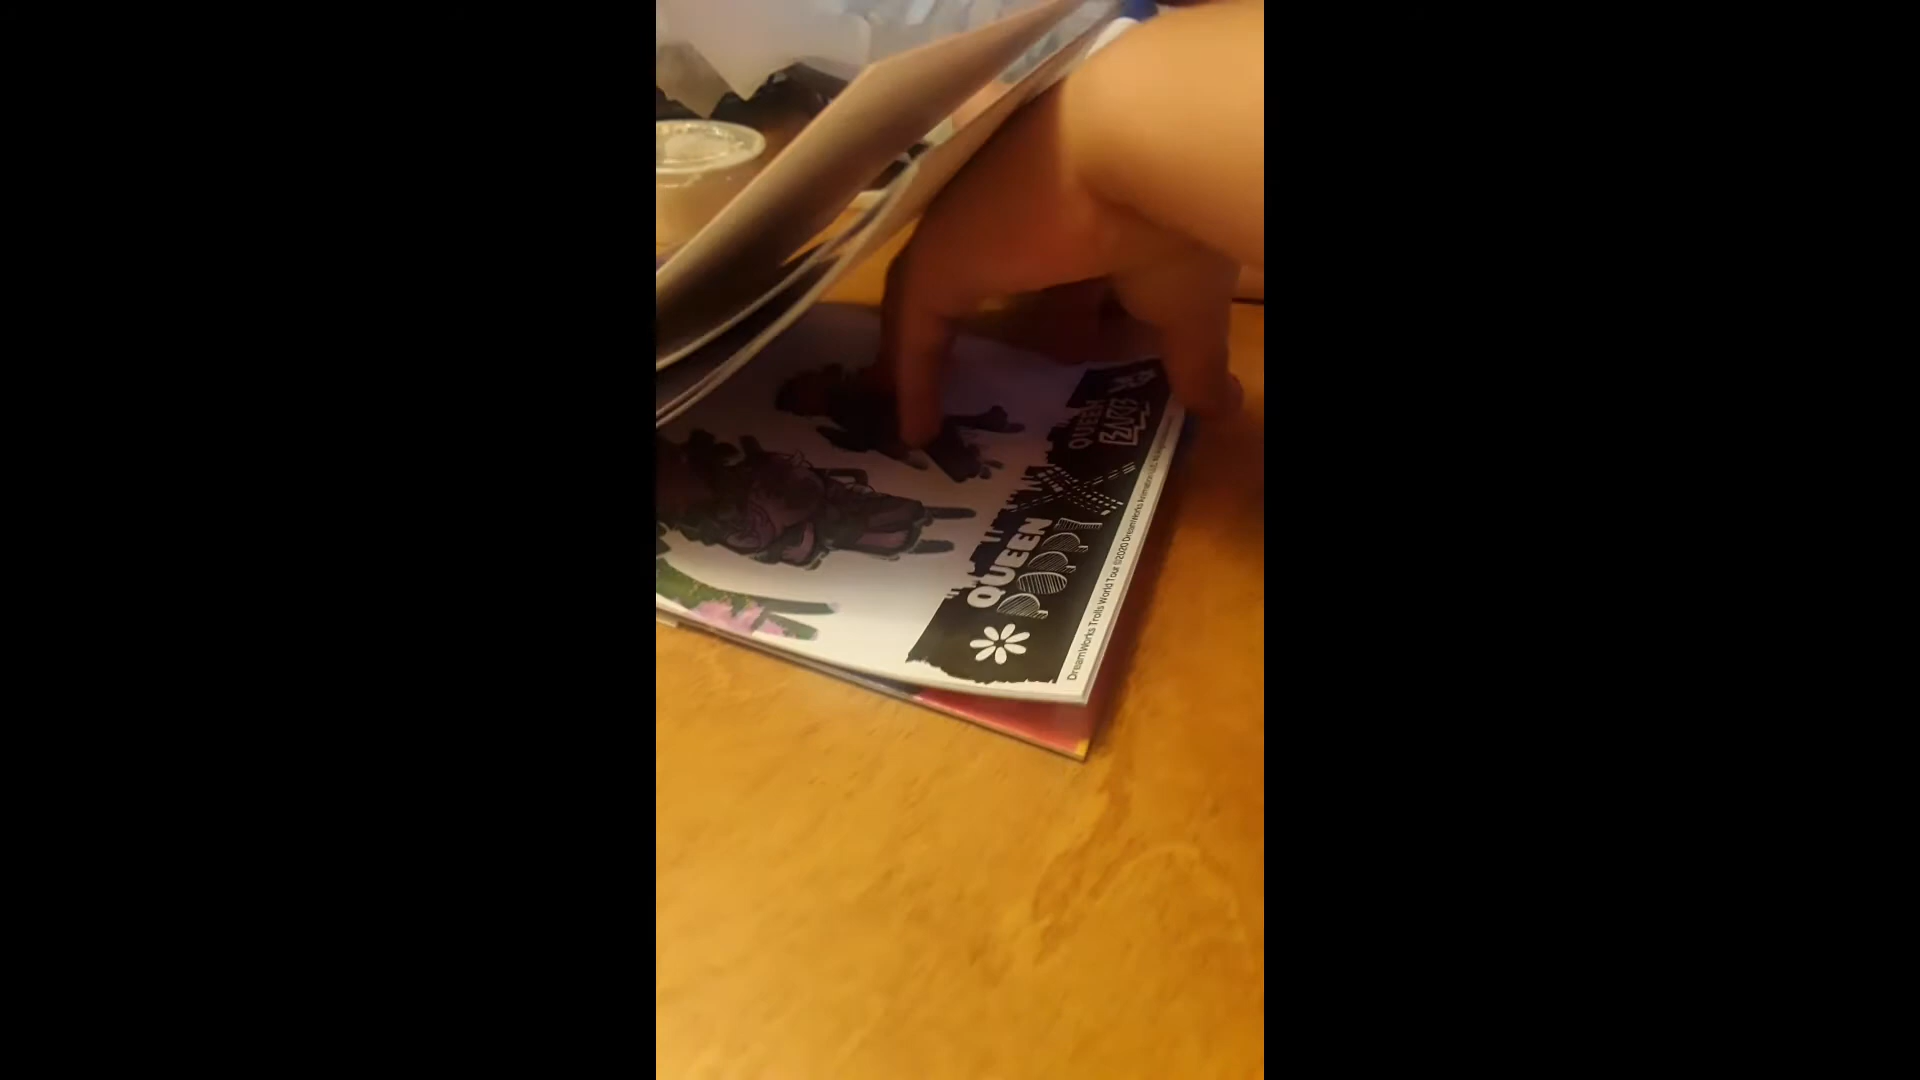 QUEEN
POPPY
QUEEN
BARB
DreamWorks Trolls World Tour ©2020 DreamWorks Animation LLC.